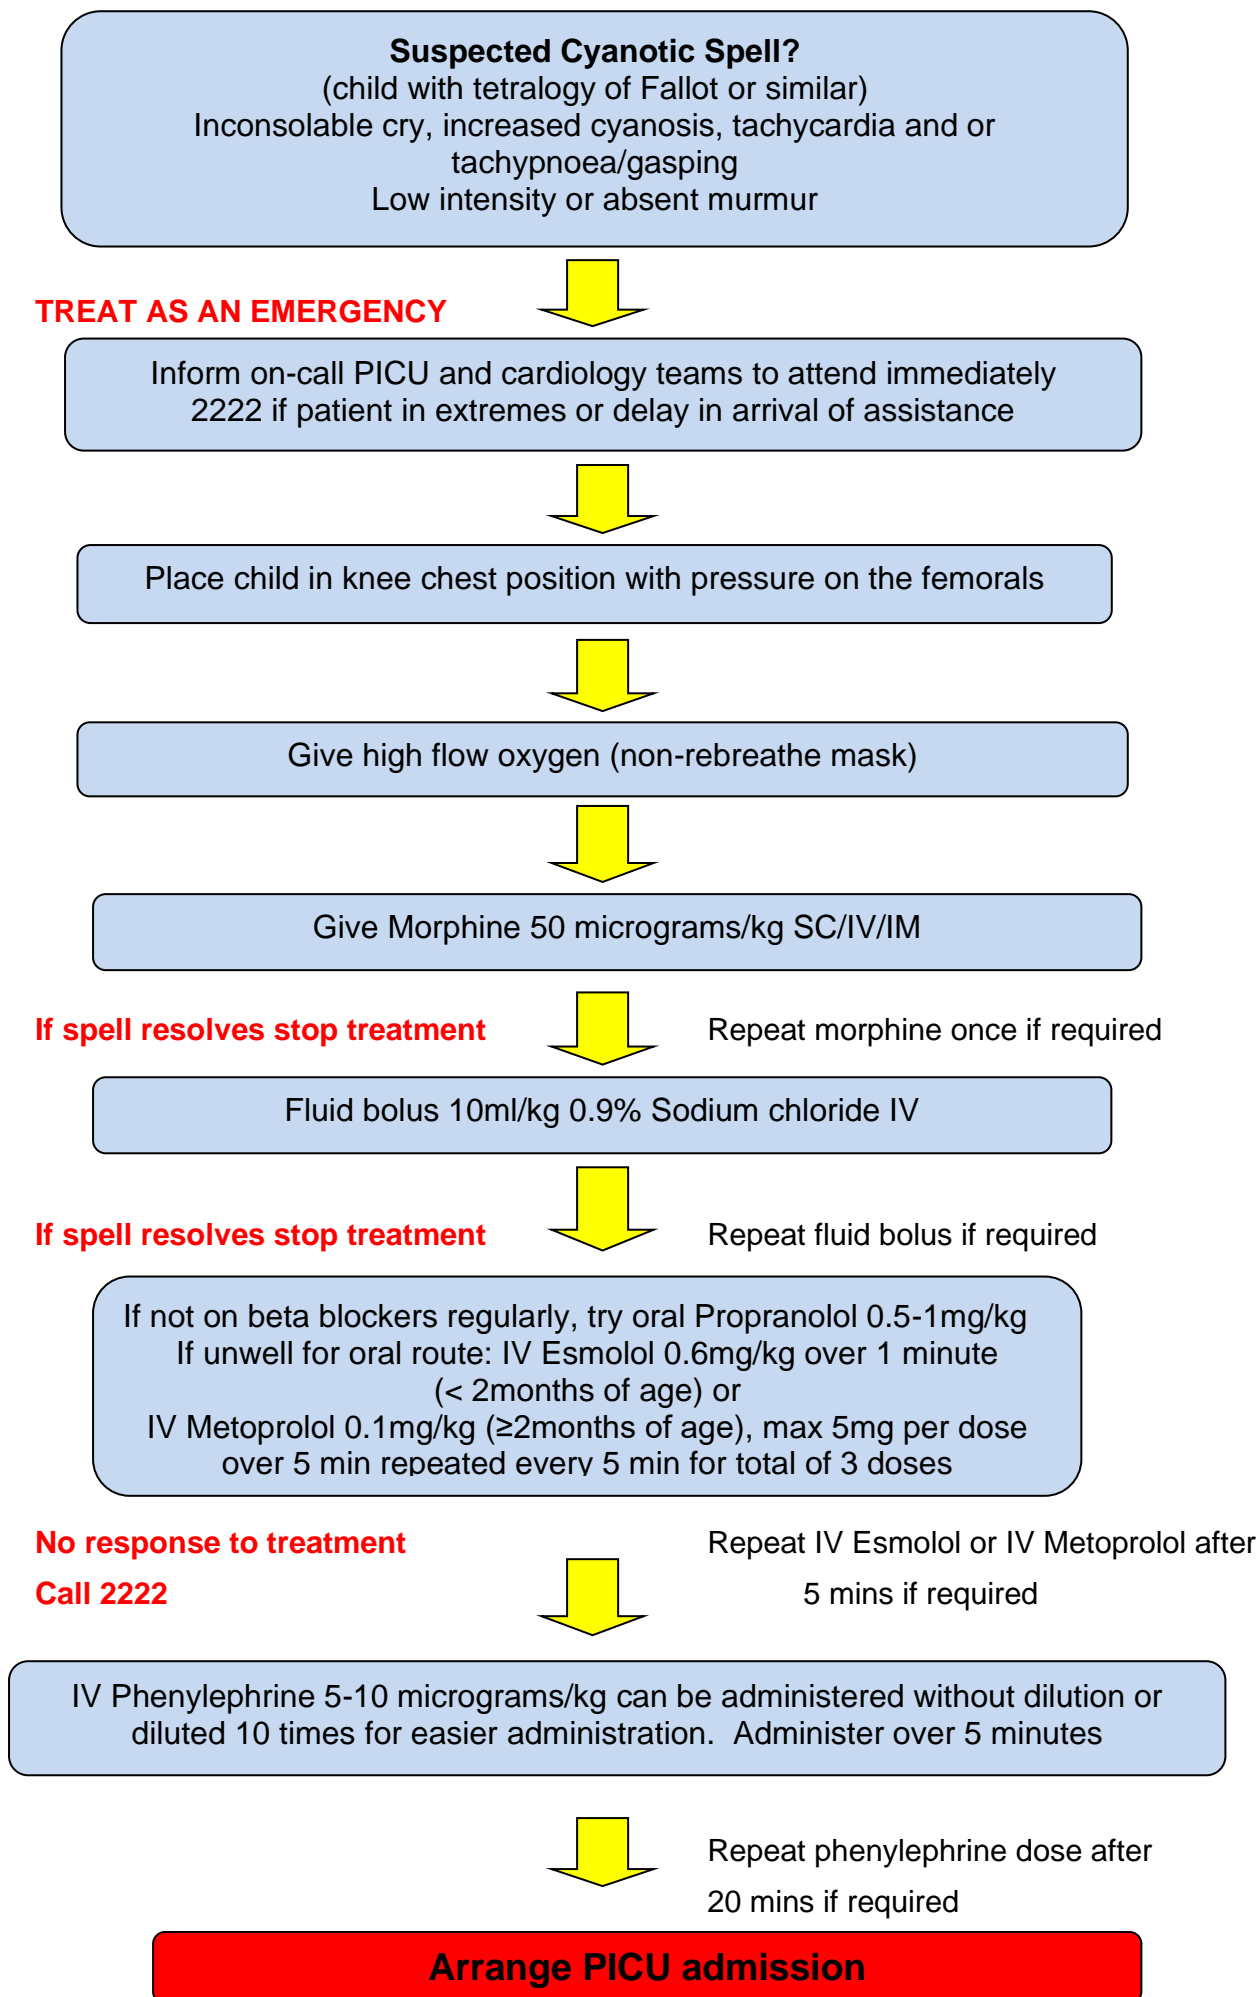 Suspected Cyanotic Spell?
(child with tetralogy of Fallot or similar)
Inconsolable cry, increased cyanosis, tachycardia and or
tachypnoea/gasping
Low intensity or absent murmur
TREAT AS AN EMERGENCY
Inform on-call PICU and cardiology teams to attend immediately
2222 if patient in extremes or delay in arrival of assistance
Place child in knee chest position with pressure on the femorals
Give high flow oxygen (non-rebreathe mask)
Give Morphine 50 micrograms/kg SC/IV/IM
If spell resolves stop treatment
Repeat morphine once if required
Fluid bolus 10ml/kg 0.9% Sodium chloride IV
If spell resolves stop treatment
Repeat fluid bolus if required
If not on beta blockers regularly, try oral Propranolol 0.5-1mg/kg
If unwell for oral route: IV Esmolol 0.6mg/kg over 1 minute
(< 2months of age) or
IV Metoprolol 0.1mg/kg (≥2months of age), max 5mg per dose
over 5 min repeated every 5 min for total of 3 doses
No response to treatment
Call 2222
Repeat IV Esmolol or IV Metoprolol after
5 mins if required
IV Phenylephrine 5-10 micrograms/kg can be administered without dilution or
diluted 10 times for easier administration.  Administer over 5 minutes
Repeat phenylephrine dose after
20 mins if required
Arrange PICU admission